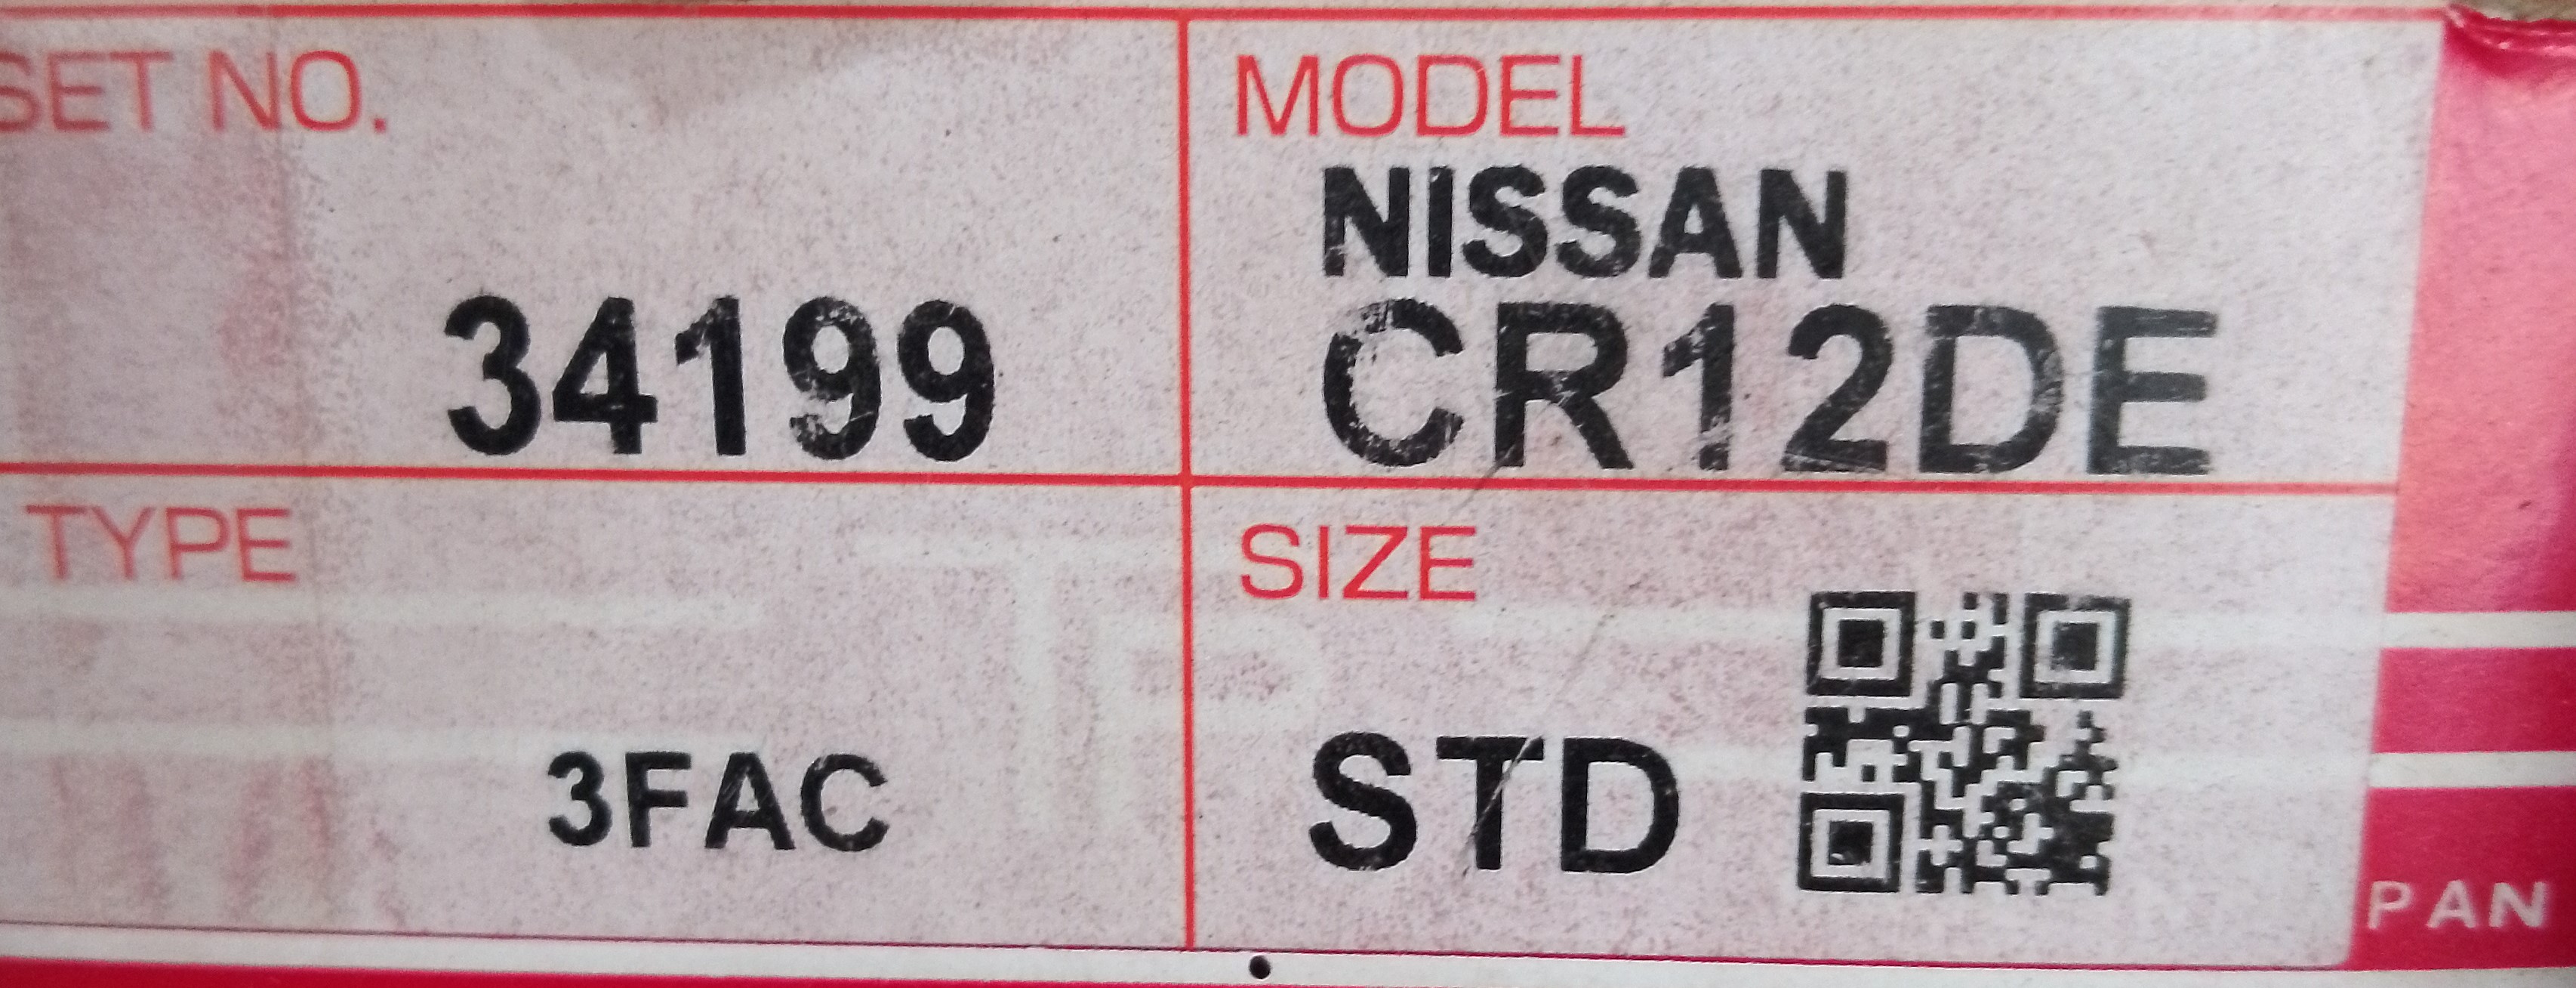 SET NO.
34199
MODEL
NISSAN
CR12DE
TYPE
3FAC
SIZE
STD
PAN